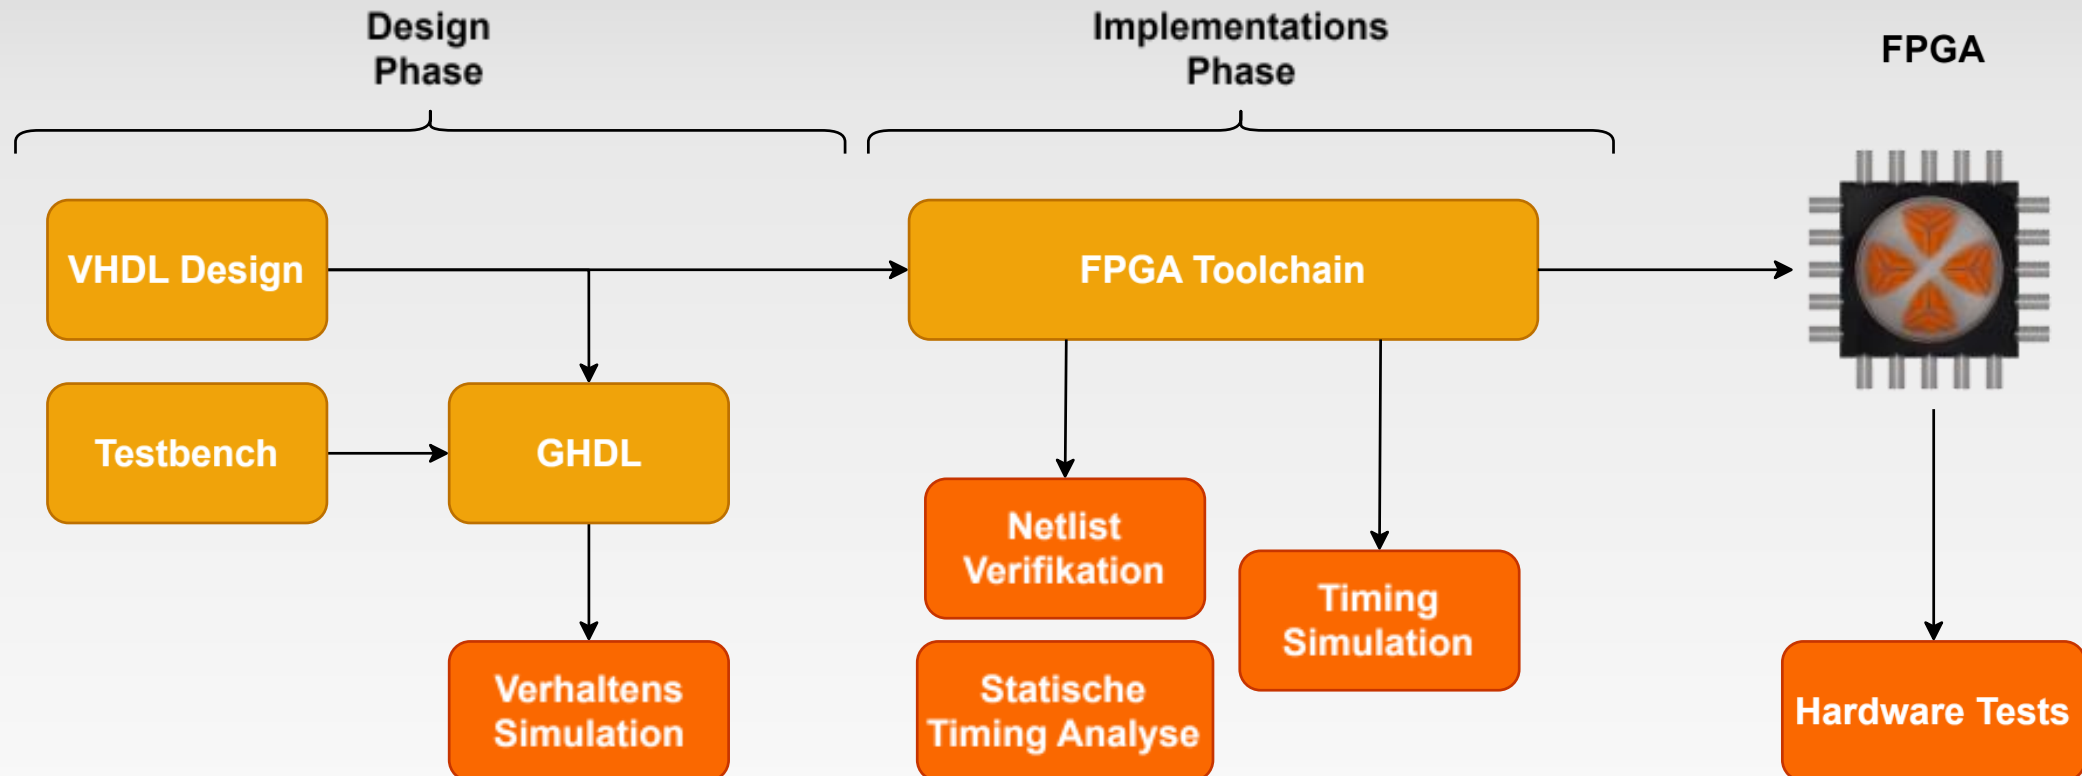 Design
Phase
Implementations
Phase
FPGA
VHDL Design
FPGA Toolchain
Testbench
GHDL
Netlist
Verifikation
Timing
Simulation
Verhaltens
Simulation
Statische
Timing Analyse
Hardware Tests